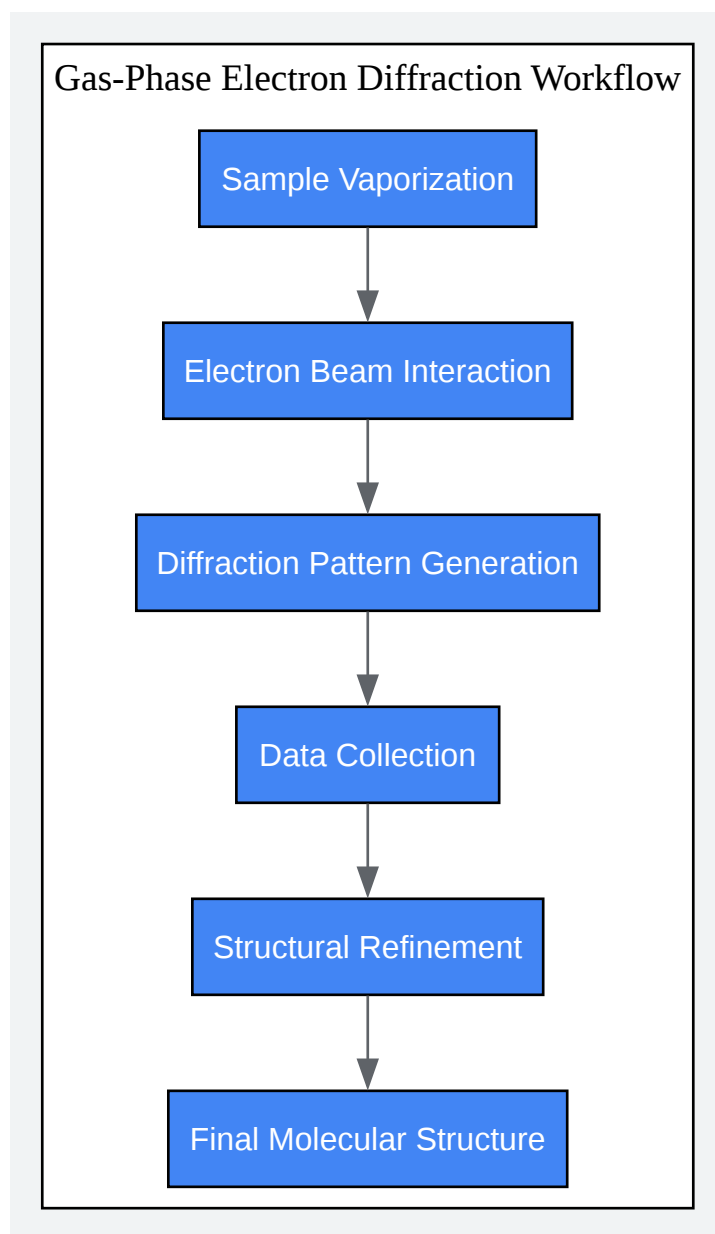 Gas-Phase Electron Diffraction Workflow
Sample Vaporization
Electron Beam Interaction
Diffraction Pattern Generation
Data Collection
Structural Refinement
Final Molecular Structure